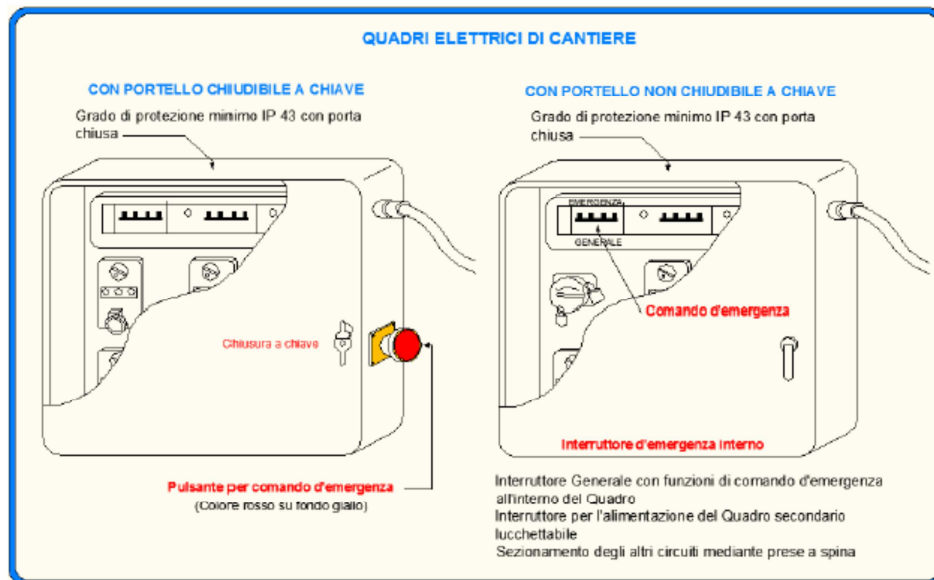 QUADRI ELETTRICI DI CANTIERE
CON PORTELLO CHIUDIBILE A CHIAVE
Grado di protezione minimo IP 43 con porta
chiusa
Chiusura a chiave
Pulsante per comando d'emergenza
(Colore rosso su fondo giallo)
CON PORTELLO NON CHIUDIBILE A CHIAVE
Grado di protezione minimo IP 43 con porta
chiusa
EMERGENZA
GENERALE
Comando d'emergenza
Interruttore d'emergenza interno
Interruttore Generale con funzioni di comando d'emergenza
all'interno del Quadro
Interruttore per l'alimentazione del Quadro secondario
lucchettabile
Sezionamento degli altri circuiti mediante prese a spina